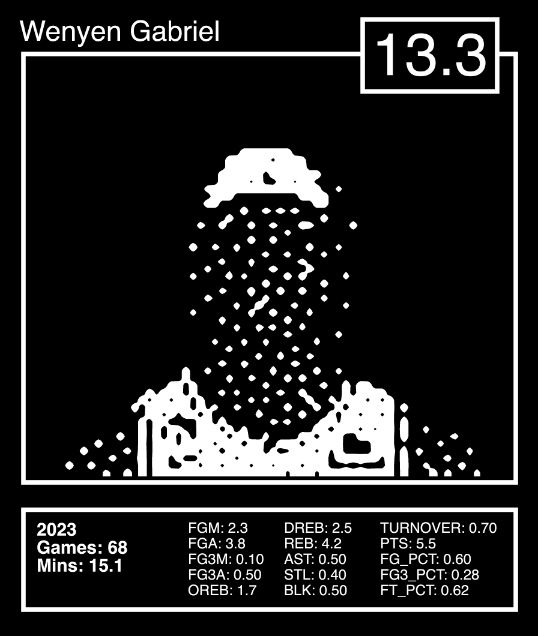 Wenyen Gabriel
13.3
2023
Games: 68
Mins: 15.1
FGM: 2.3
FGA: 3.8
FG3M: 0.10
FG3A: 0.50
OREB: 1.7
DREB: 2.5
REB: 4.2
AST: 0.50
STL: 0.40
BLK: 0.50
TURNOVER: 0.70
PTS: 5.5
FG_PCT: 0.60
FG3_PCT: 0.28
FT_PCT: 0.62